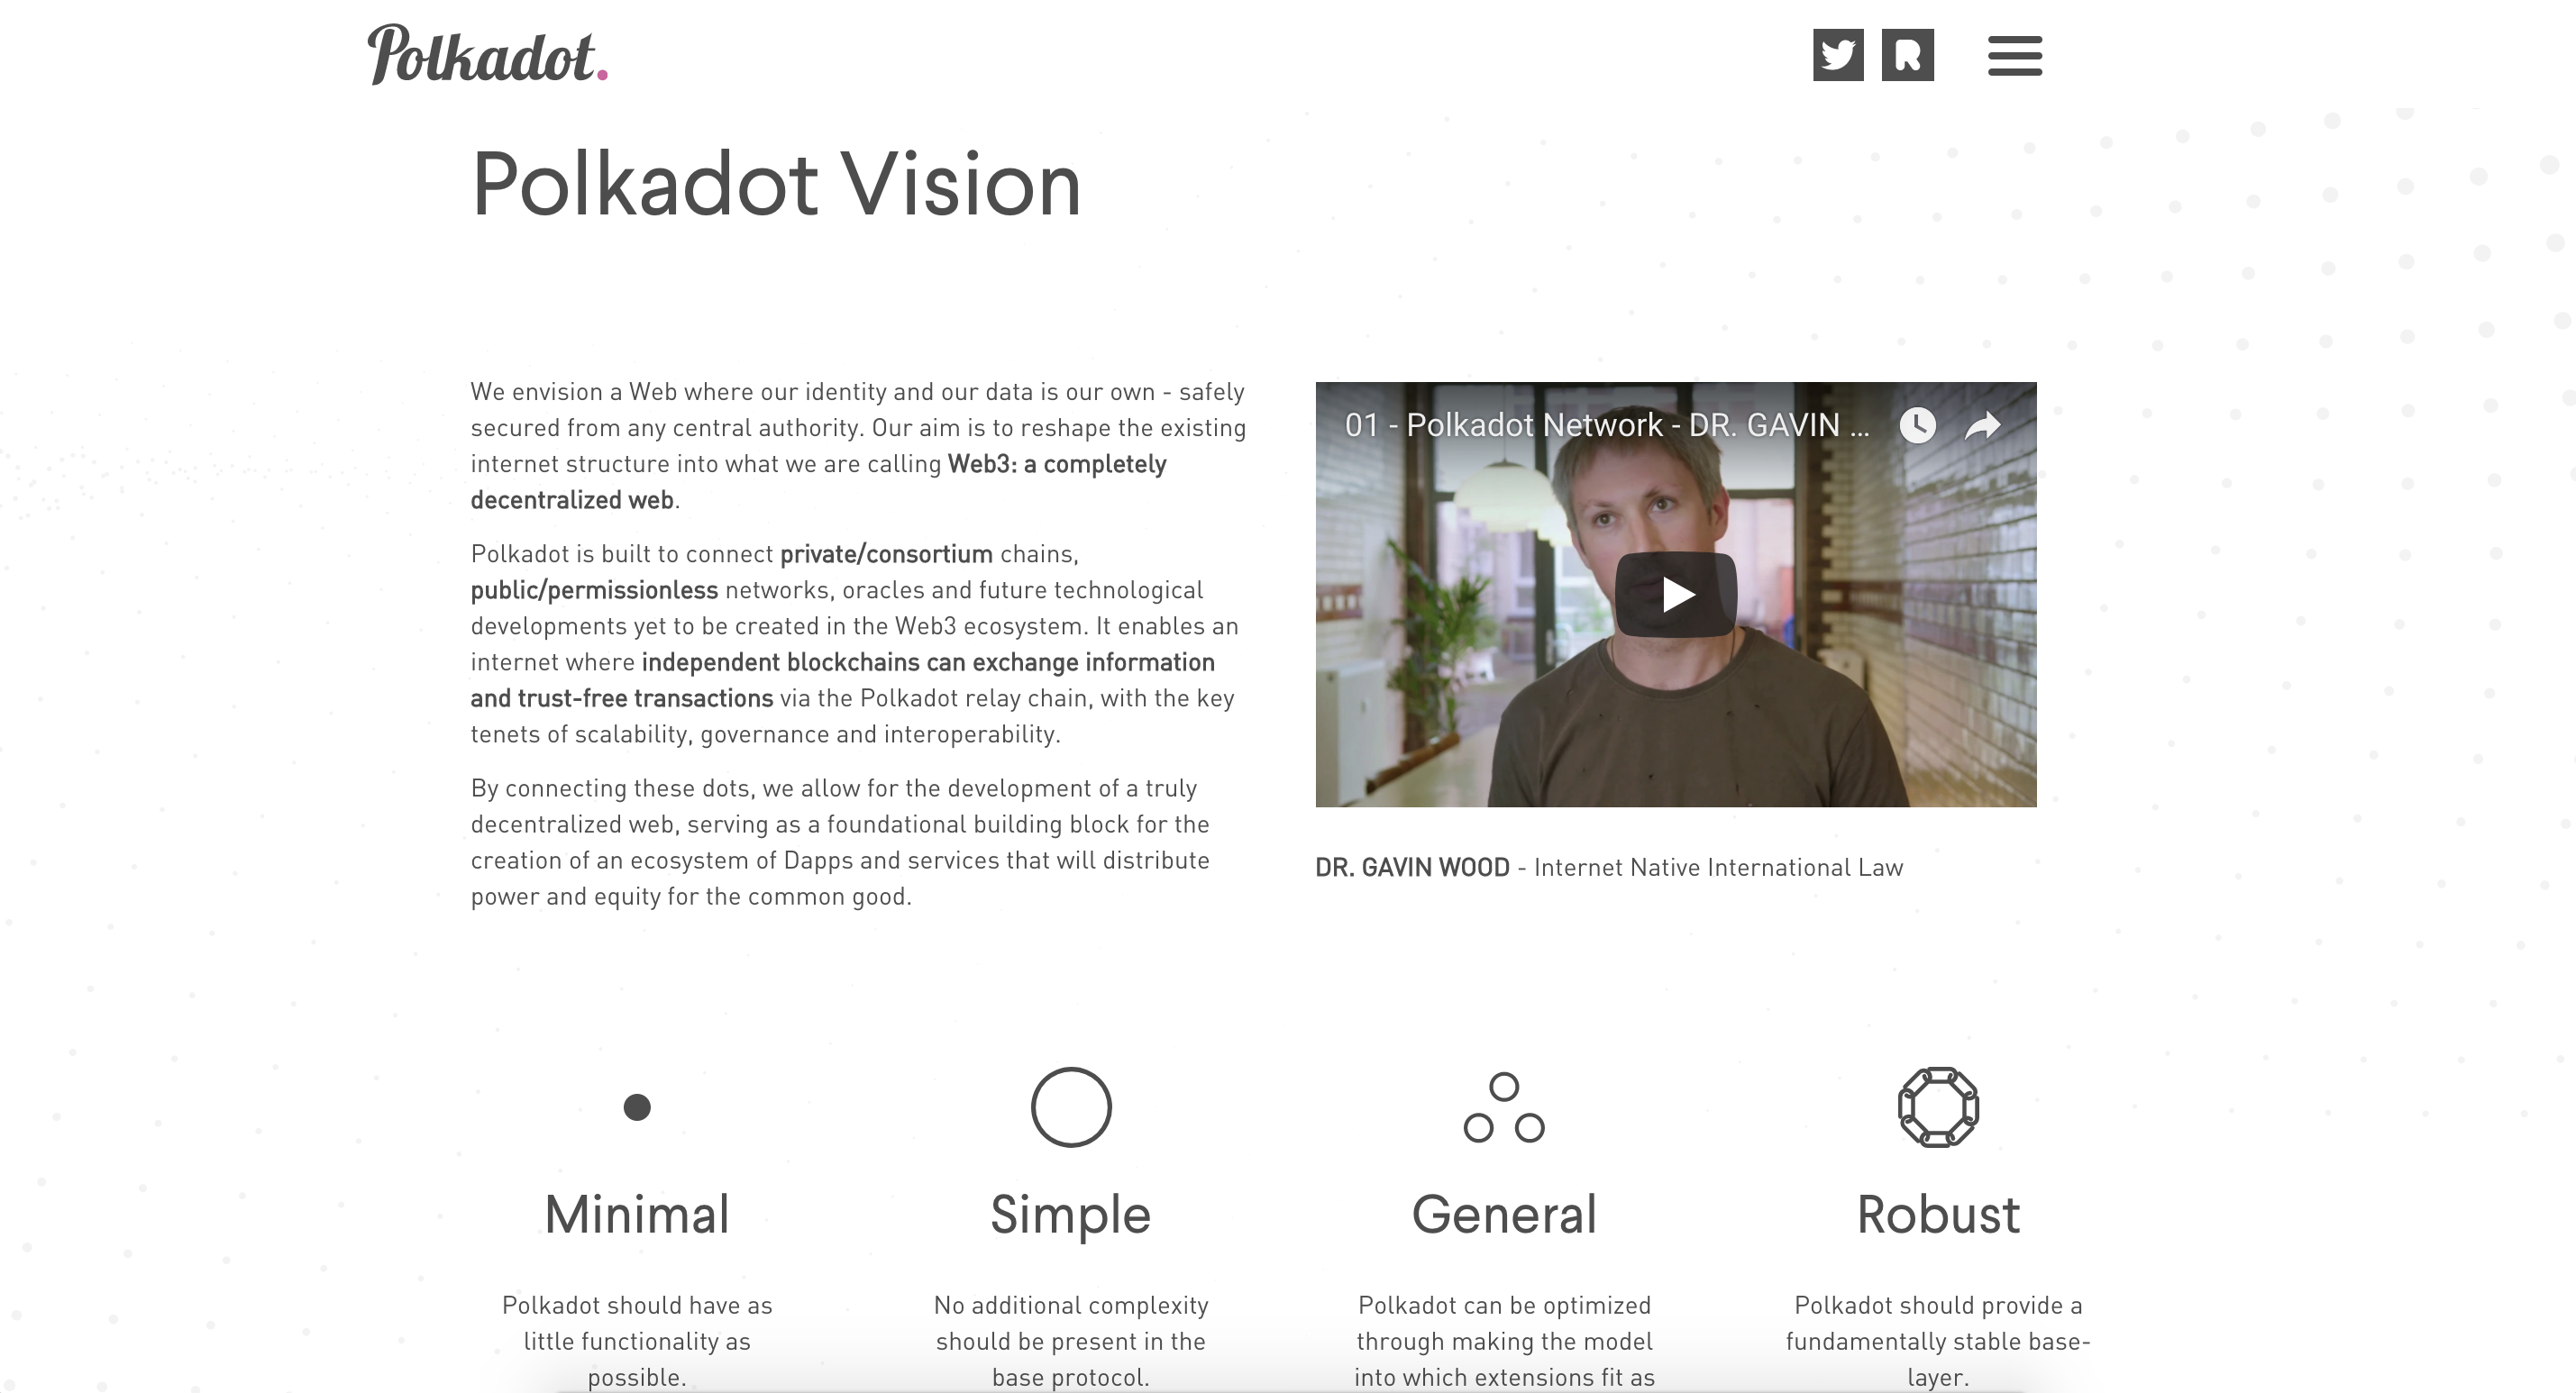 Polkadot.
Polkadot Vision
We envision a Web where our identity and our data is our own - safely
secured from any central authority. Our aim is to reshape the existing
internet structure into what we are calling Web3: a completely
decentralized web.
Polkadot is built to connect private/consortium chains,
public/permissionless networks, oracles and future technological
developments yet to be created in the Web3 ecosystem. It enables an
internet where independent blockchains can exchange information
and trust-free transactions via the Polkadot relay chain, with the key
tenets of scalability, governance and interoperability.
By connecting these dots, we allow for the development of a truly
decentralized web, serving as a foundational building block for the
creation of an ecosystem of Dapps and services that will distribute
power and equity for the common good.
01 - Polkadot Network - DR. GAVIN ...
DR. GAVIN WOOD - Internet Native International Law
Minimal
Polkadot should have as
little functionality as
possible.
Simple
No additional complexity
should be present in the
base protocol.
General
Polkadot can be optimized
through making the model
into which extensions fit as
Robust
Polkadot should provide a
fundamentally stable base-
layer.